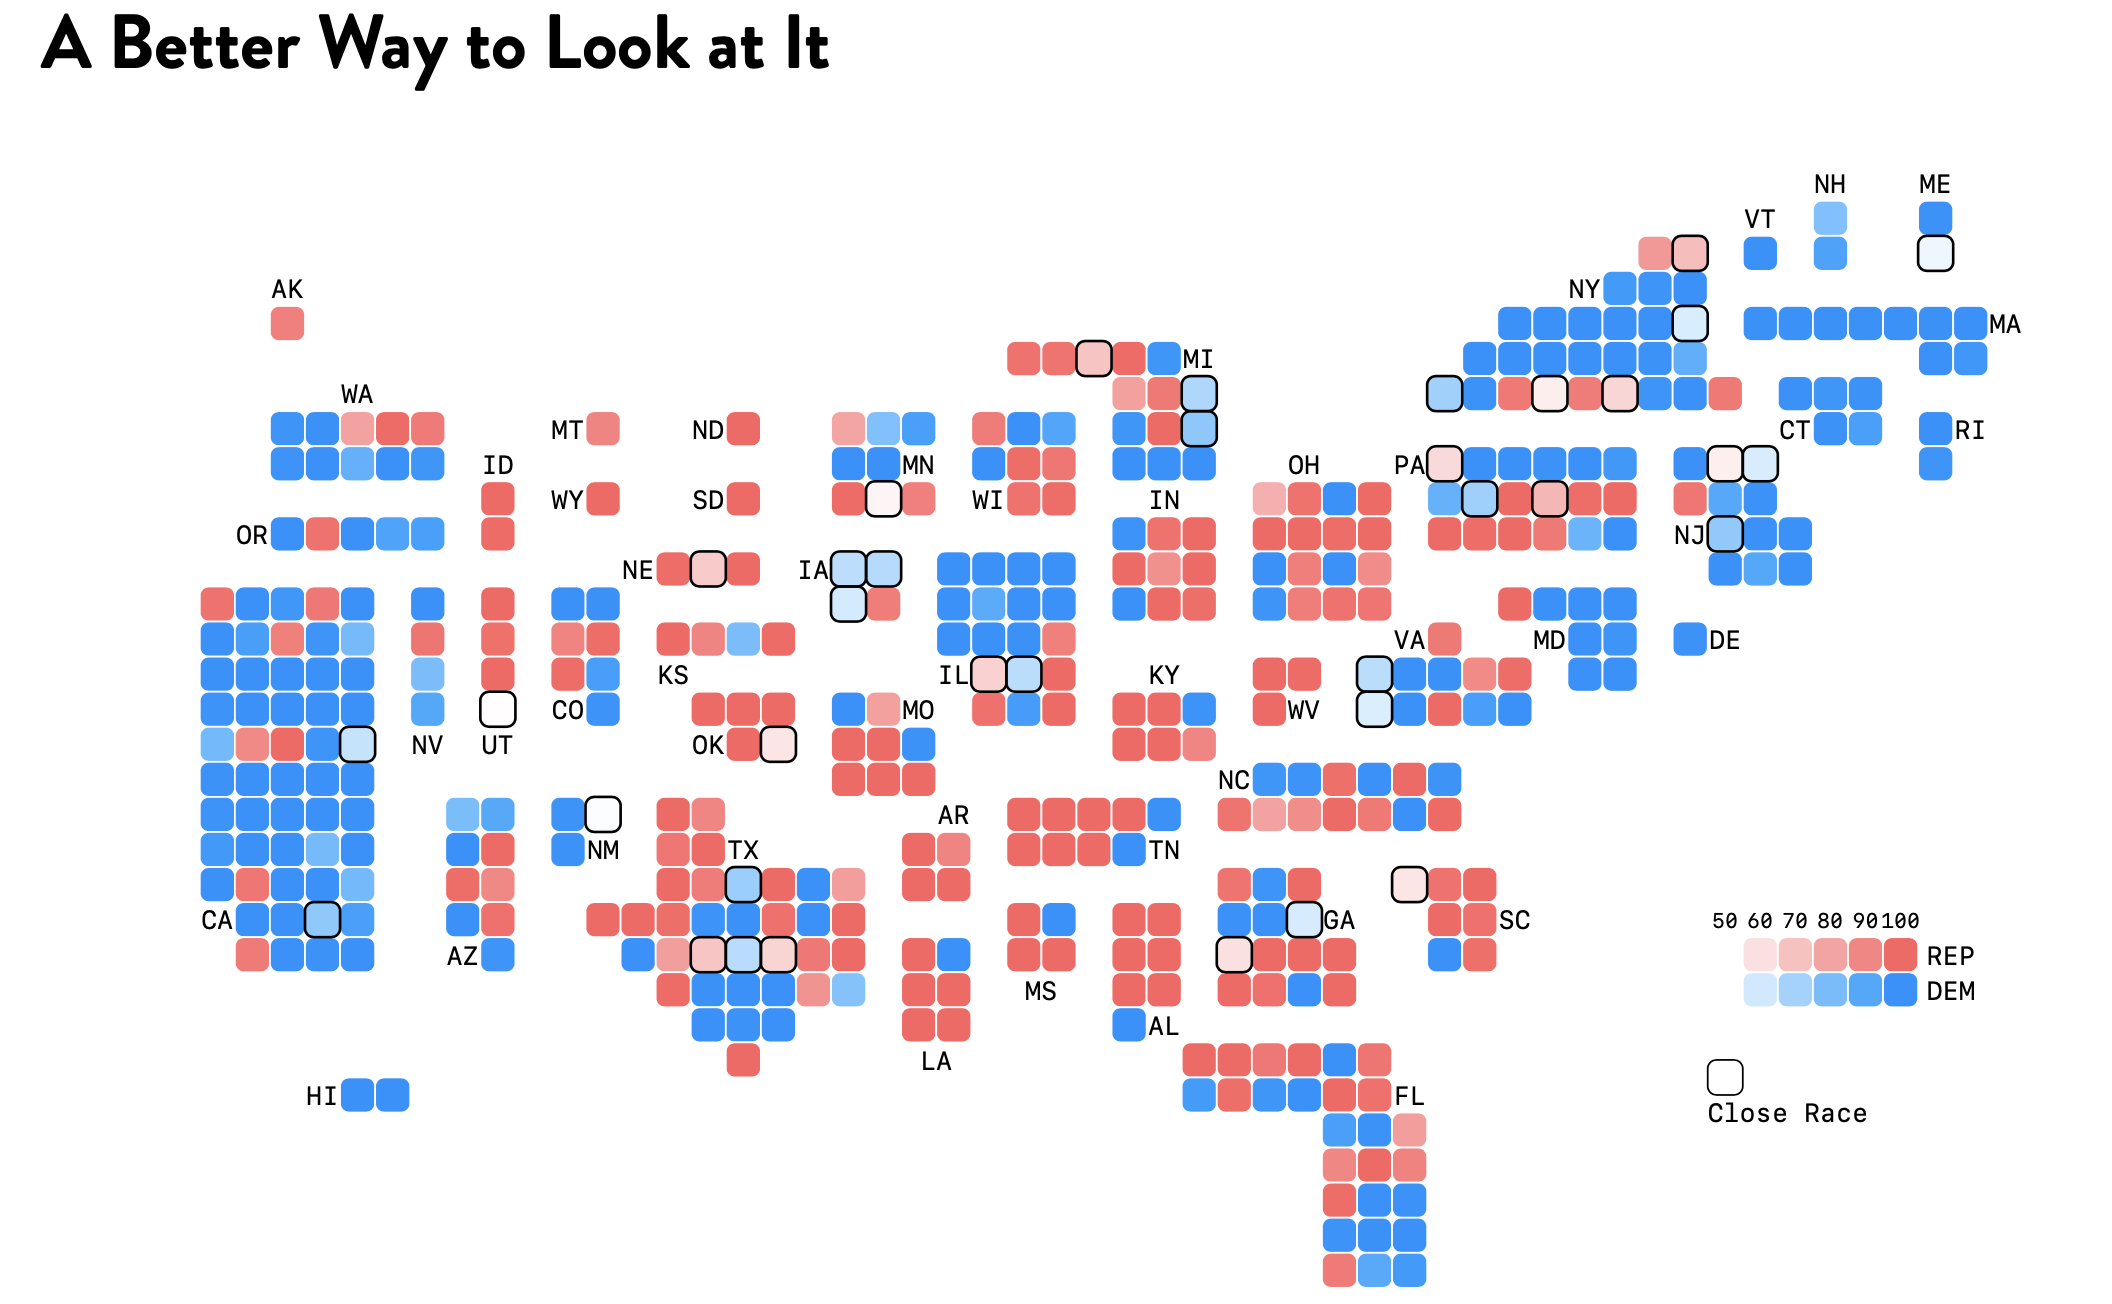 A Better Way to Look at It
NH
ME
VT
AK
NY
MA
MI
WA
MT
ND
CT
RI
ID
MN
OH
PA
WY
SD
WI
IN
OR
NJ
NE
IA
VA
MD
DE
KS
IL
KY
CO
MO
WV
NV
UT
OK
NC
AR
NM
TX
TN
CA
GA
SC
50 60 70 80 90 100
AZ
REP
MS
DEM
AL
LA
HI
FL
Close Race